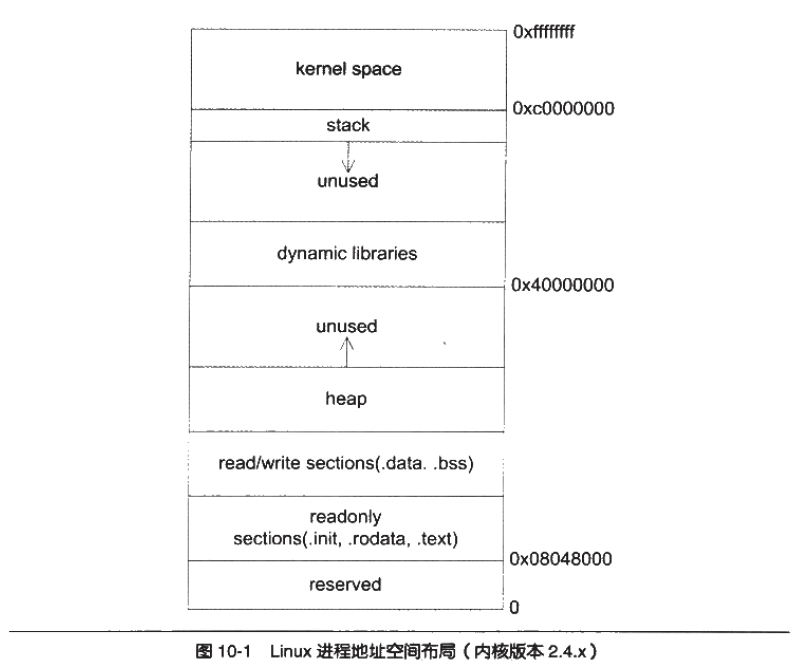 0xffffffff
kernel space
0xc0000000
stack
unused
dynamic libraries
0x40000000
unused
heap
read/write sections(.data. .bss)
readonly
sections(.init, .rodata, .text)
0x08048000
reserved
0
图 10-1 Linux 进程地址空间布局（内核版本 2.4.x）